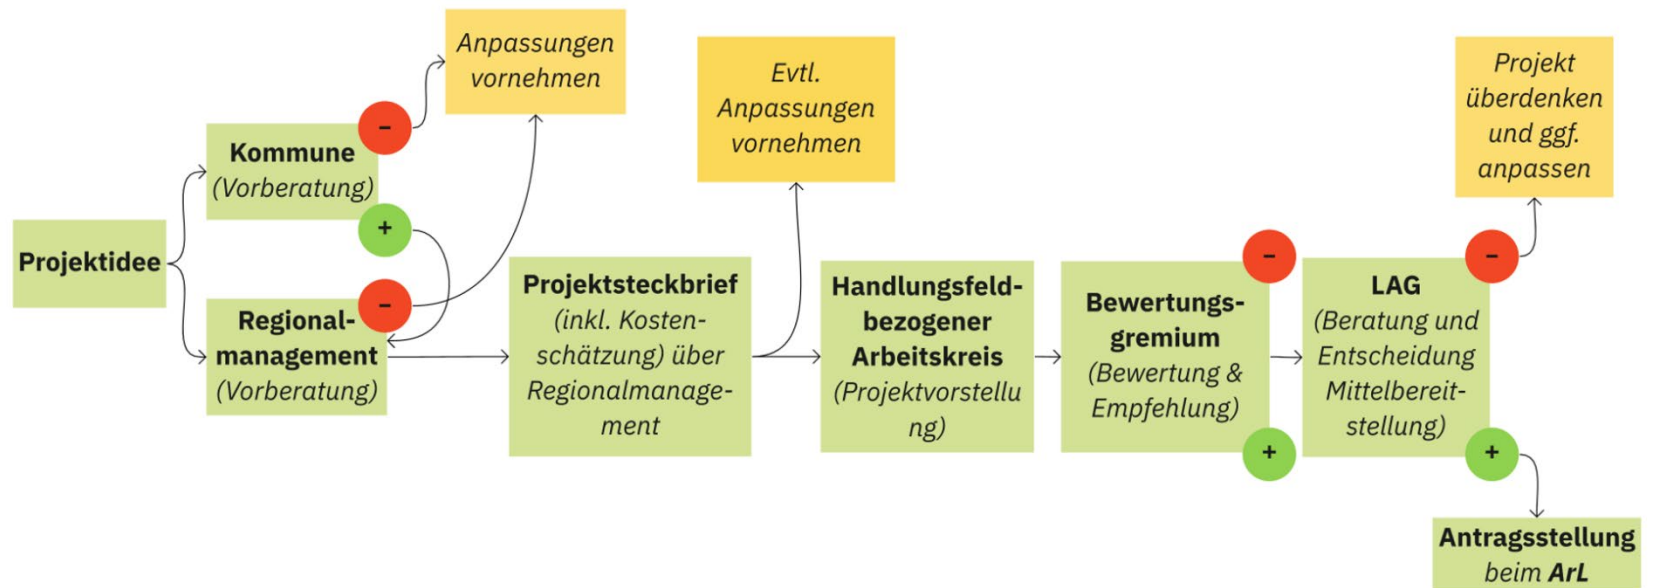 Projektidee
Kommune
(Vorberatung)
–
+
Anpassungen
vornehmen
Regional-
management
(Vorberatung)
–
Projektsteckbrief
(inkl. Kosten-
schätzung) über
Regionalmanage-
ment
Evtl.
Anpassungen
vornehmen
Handlungsfeld-
bezogener
Arbeitskreis
(Projektvorstellu
ng)
Bewertungs-
gremium
(Bewertung &
Empfehlung)
–
+
LAG
(Beratung und
Entscheidung
Mittelbereit-
stellung)
–
+
Projekt
überdenken
und ggf.
anpassen
Antragsstellung
beim ArL